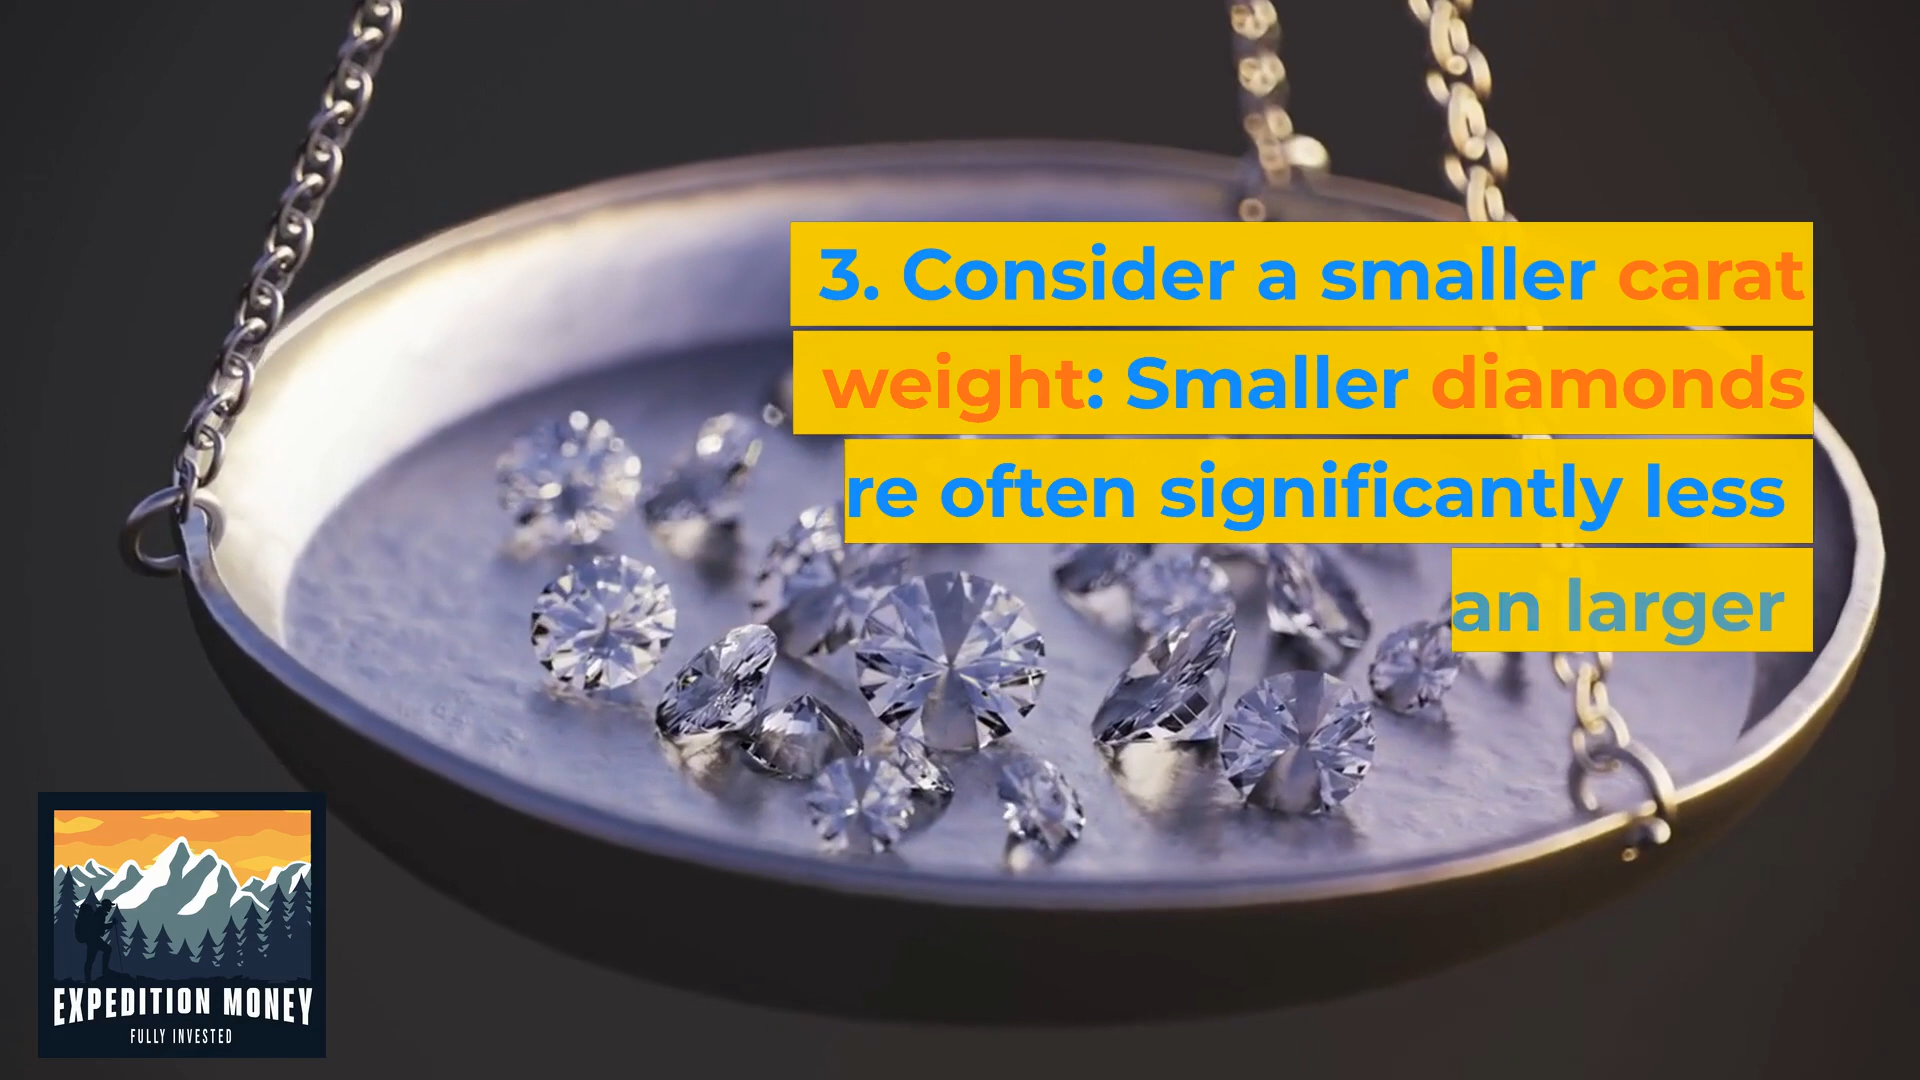 3. Consider a smaller carat
weight: Smaller diamonds
re often significantly less
an larger
EXPEDITION MONEY
FULLY INVESTED